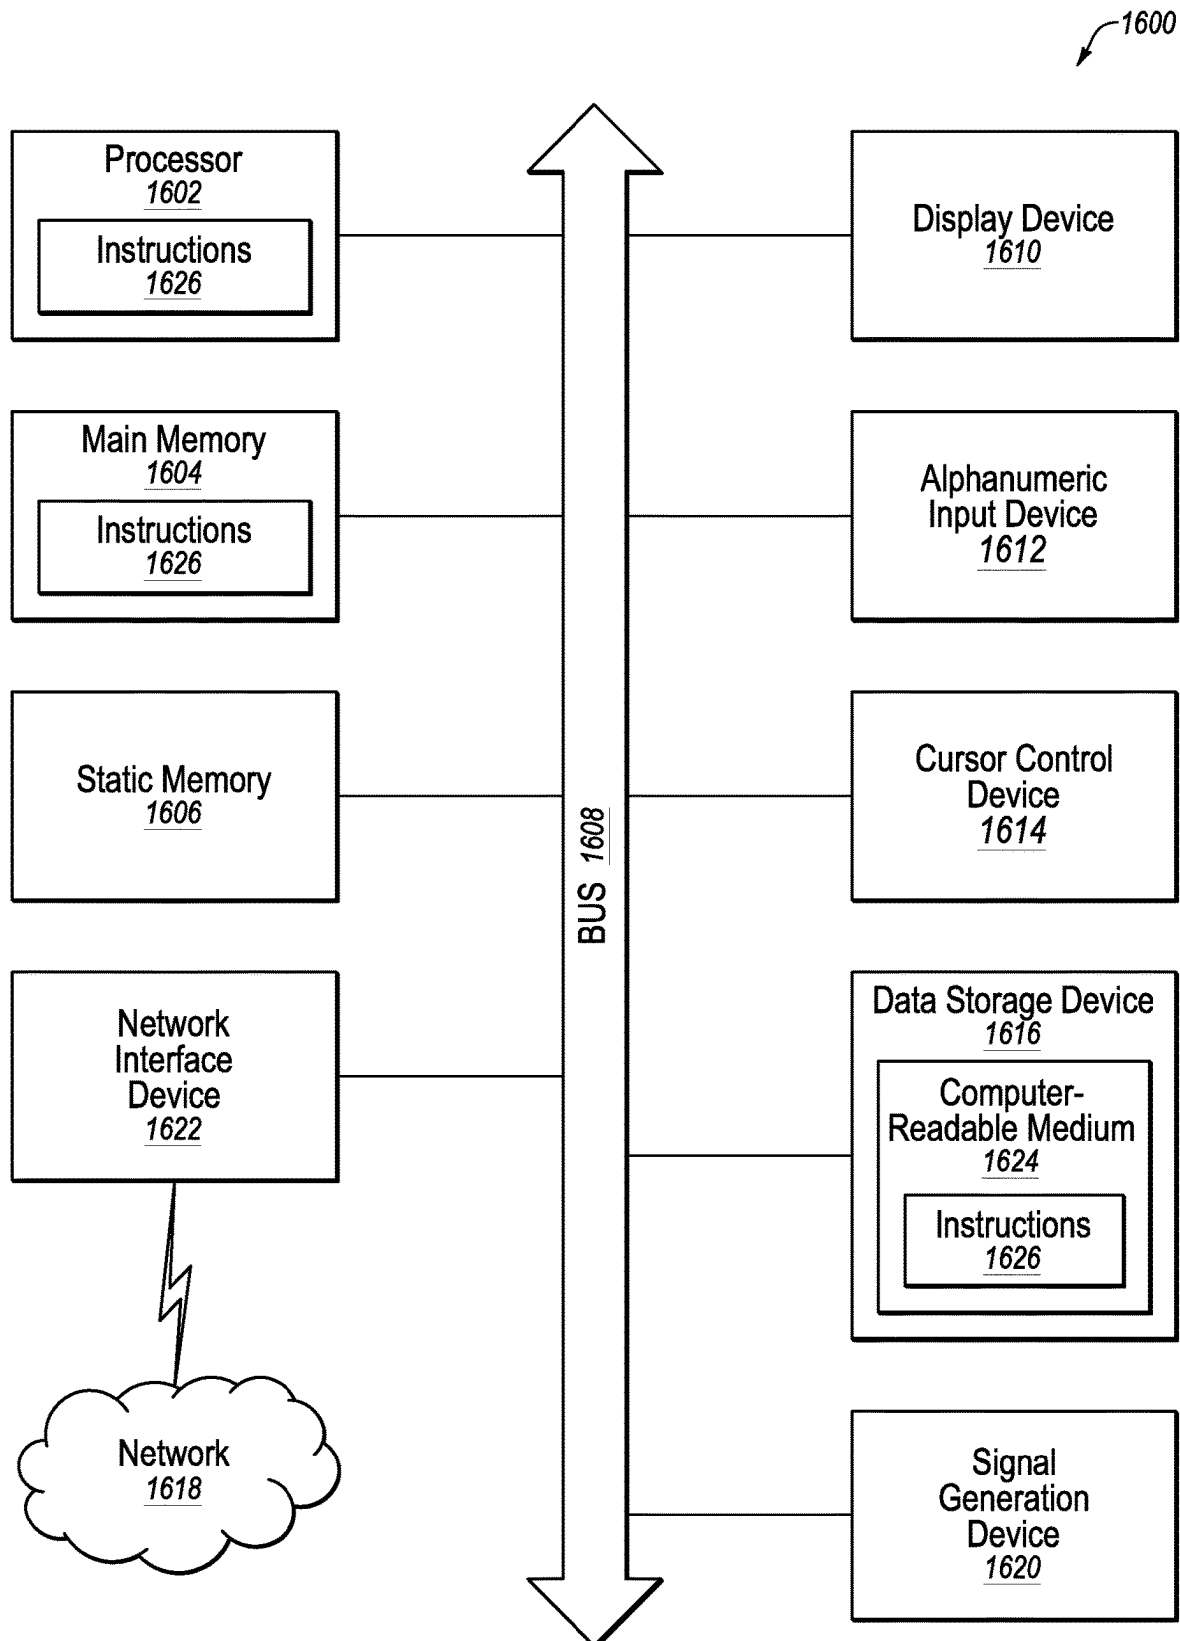 1600
Processor
1602
Instructions
1626
Main Memory
1604
Instructions
1626
Static Memory
1606
Network
Interface
Device
1622
Network
1618
BUS 1608
Display Device
1610
Alphanumeric
Input Device
1612
Cursor Control
Device
1614
Data Storage Device
1616
Computer-
Readable Medium
1624
Instructions
1626
Signal
Generation
Device
1620